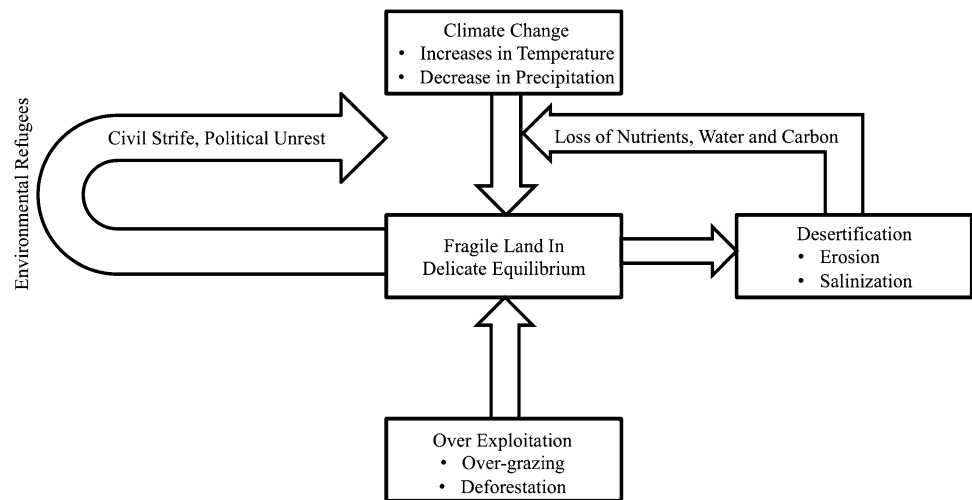 Climate Change
• Increases in Temperature
• Decrease in Precipitation
Environmental Refugees
Civil Strife, Political Unrest
Loss of Nutrients, Water and Carbon
Fragile Land In
Delicate Equilibrium
Desertification
• Erosion
• Salinization
Over Exploitation
• Over-grazing
• Deforestation